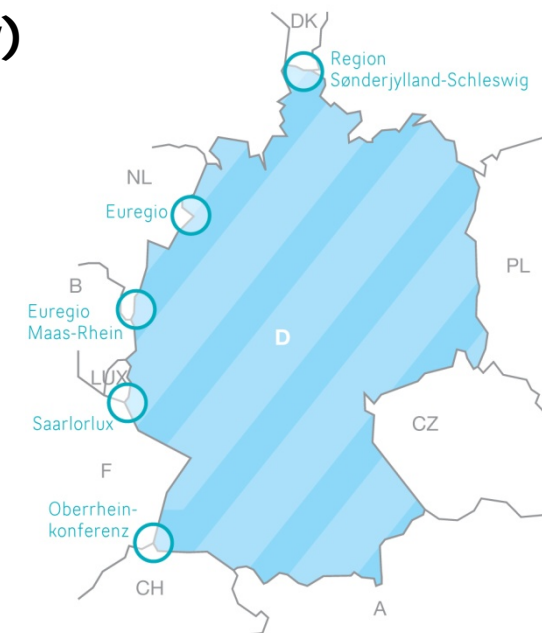 )
DK
Region
Sønderjylland-Schleswig
NL
Euregio
PL
B
Euregio
Maas-Rhein
D
LUX
Saarlorlux
CZ
F
Oberrhein-
konferenz
CH
A